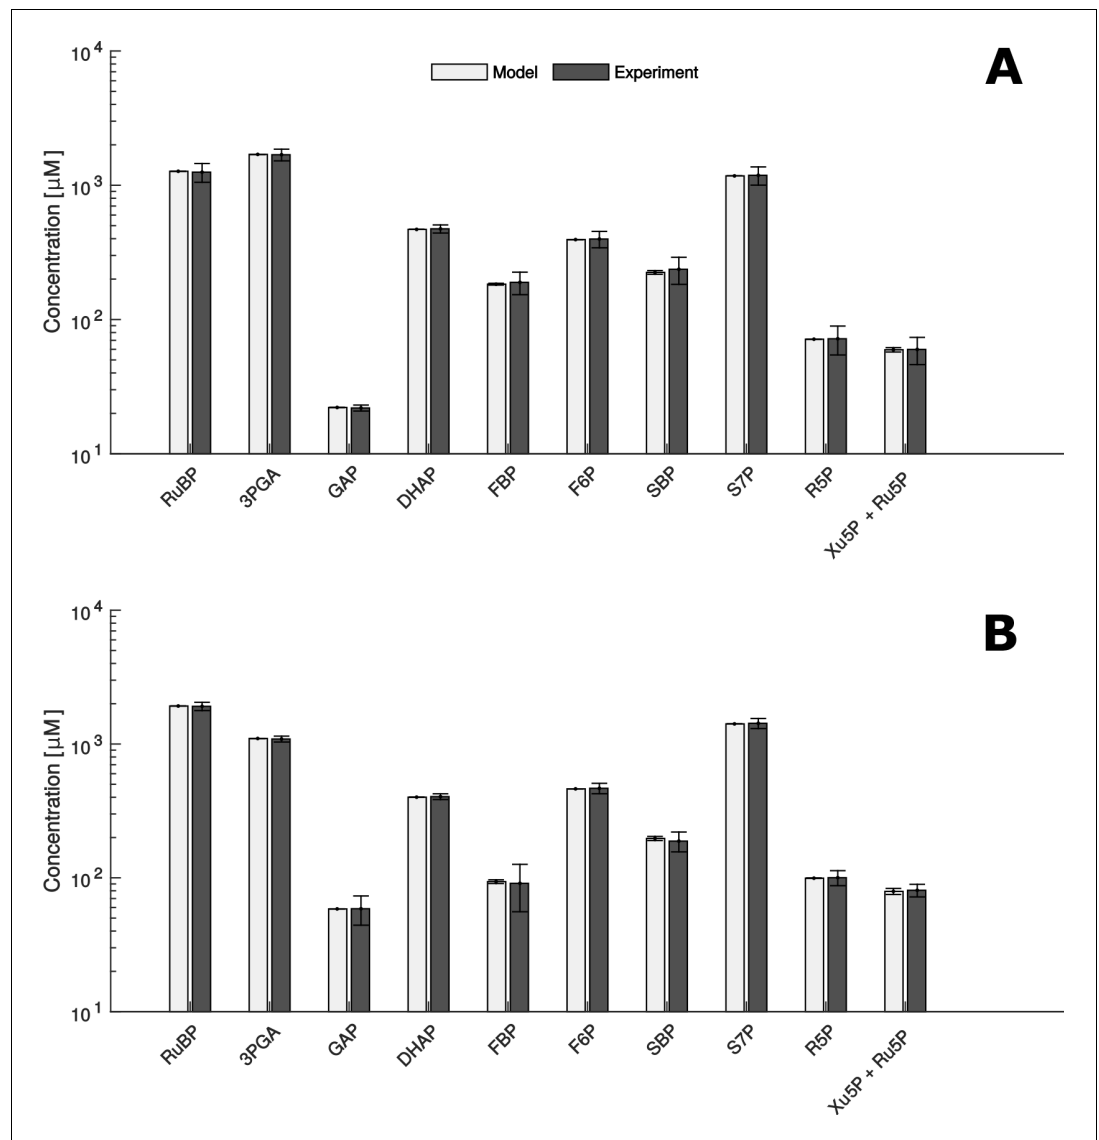 A
Model Experiment
10^4
10^3
10^2
10^1
Concentration [μM]
RuBP 3PGA GAP DHAP FBP F6P SBP S7P R5P Xu5P + Ru5P
B
10^4
10^3
10^2
10^1
Concentration [μM]
RuBP 3PGA GAP DHAP FBP F6P SBP S7P R5P Xu5P + Ru5P